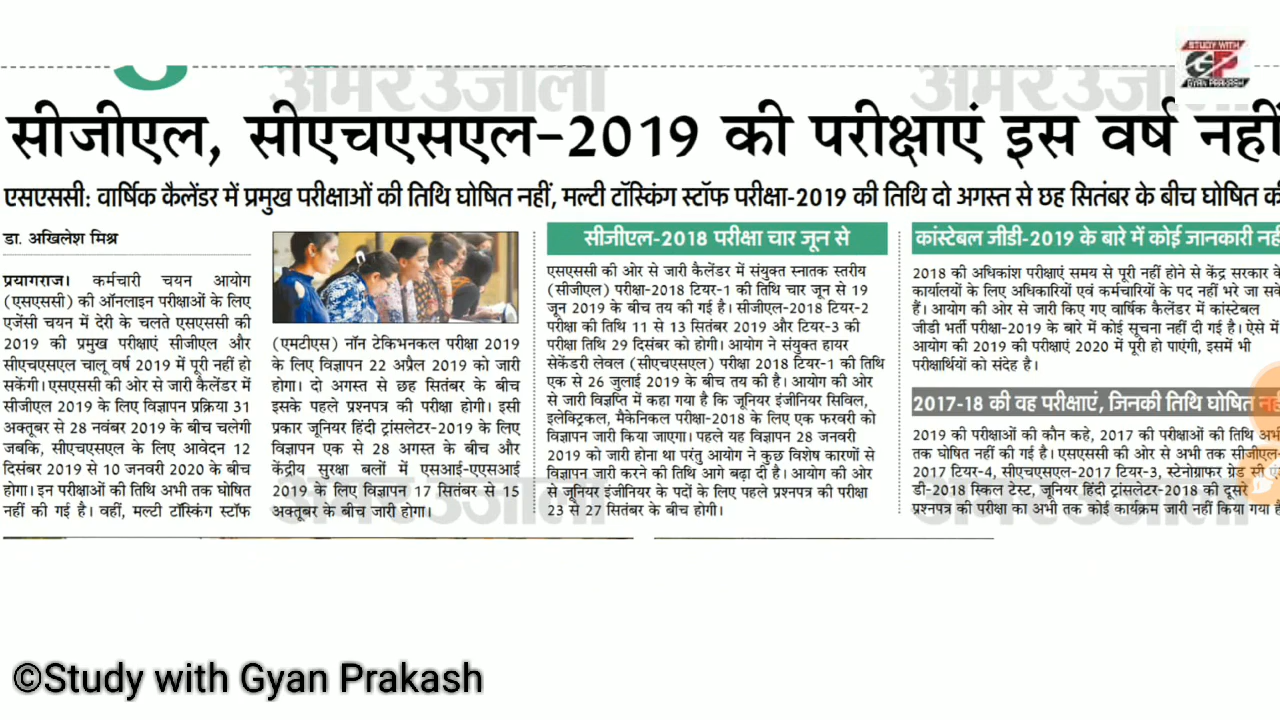 STUDY WITH
GP
GYAN PRAKASH
अमर उजाला
सीजीएल, सीएचएसएल-2019 की परीक्षाएं इस वर्ष नहीं
एसएससी: वार्षिक कैलेंडर में प्रमुख परीक्षाओं की तिथि घोषित नहीं, मल्टी टॉस्किंग स्टॉफ परीक्षा-2019 की तिथि दो अगस्त से छह सितंबर के बीच घोषित की
डा. अखिलेश मिश्र
प्रयागराज। कर्मचारी चयन आयोग
(एसएससी) की ऑनलाइन परीक्षाओं के लिए
एजेंसी चयन में देरी के चलते एसएससी की
2019 की प्रमुख परीक्षाएं सीजीएल और
सीएचएसएल चालू वर्ष 2019 में पूरी नहीं हो
सकेंगी। एसएससी की ओर से जारी कैलेंडर में
सीजीएल 2019 के लिए विज्ञापन प्रक्रिया 31
अक्तूबर से 28 नवंबर 2019 के बीच चलेगी
जबकि, सीएचएसएल के लिए आवेदन 12
दिसंबर 2019 से 10 जनवरी 2020 के बीच
होगा। इन परीक्षाओं की तिथि अभी तक घोषित
नहीं की गई है। वहीं, मल्टी टॉस्किंग स्टॉफ
(एमटीएस) नॉन टेकिभनकल परीक्षा 2019
के लिए विज्ञापन 22 अप्रैल 2019 को जारी
होगा। दो अगस्त से छह सितंबर के बीच
इसके पहले प्रश्नपत्र की परीक्षा होगी। इसी
प्रकार जूनियर हिंदी ट्रांसलेटर-2019 के लिए
विज्ञापन एक से 28 अगस्त के बीच और
केंद्रीय सुरक्षा बलों में एसआई-एएसआई
2019 के लिए विज्ञापन 17 सितंबर से 15
अक्तूबर के बीच जारी होगा।
सीजीएल-2018 परीक्षा चार जून से
एसएससी की ओर से जारी कैलेंडर में संयुक्त स्नातक स्तरीय
(सीजीएल) परीक्षा-2018 टियर-1 की तिथि चार जून से 19
जून 2019 के बीच तय की गई है। सीजीएल-2018 टियर-2
परीक्षा की तिथि 11 से 13 सितंबर 2019 और टियर-3 की
परीक्षा तिथि 29 दिसंबर को होगी। आयोग ने संयुक्त हायर
सेकेंडरी लेवल (सीएचएसएल) परीक्षा 2018 टियर-1 की तिथि
एक से 26 जुलाई 2019 के बीच तय की है। आयोग की ओर
से जारी विज्ञप्ति में कहा गया है कि जूनियर इंजीनियर सिविल,
इलेक्ट्रिकल, मैकेनिकल परीक्षा-2018 के लिए एक फरवरी को
विज्ञापन जारी किया जाएगा। पहले यह विज्ञापन 28 जनवरी
2019 को जारी होना था परंतु आयोग ने कुछ विशेष कारणों से
विज्ञापन जारी करने की तिथि आगे बढ़ा दी है। आयोग की ओर
से जूनियर इंजीनियर के पदों के लिए पहले प्रश्नपत्र की परीक्षा
23 से 27 सितंबर के बीच होगी।
कांस्टेबल जीडी-2019 के बारे में कोई जानकारी नहीं
2018 की अधिकांश परीक्षाएं समय से पूरी नहीं होने से केंद्र सरकार के
कार्यालयों के लिए अधिकारियों एवं कर्मचारियों के पद नहीं भरे जा सके
हैं। आयोग की ओर से जारी किए गए वार्षिक कैलेंडर में कांस्टेबल
जीडी भर्ती परीक्षा-2019 के बारे में कोई सूचना नहीं दी गई है। ऐसे में
आयोग की 2019 की परीक्षाएं 2020 में पूरी हो पाएंगी, इसमें भी
परीक्षार्थियों को संदेह है।
2017-18 की वह परीक्षाएं, जिनकी तिथि घोषित नहीं
2019 की परीक्षाओं की कौन कहे, 2017 की परीक्षाओं की तिथि अभी
तक घोषित नहीं की गई है। एसएससी की ओर से अभी तक सीजीएल-
2017 टियर-4, सीएचएसएल-2017 टियर-3, स्टेनोग्राफर ग्रेड सी एंड
डी-2018 स्किल टेस्ट, जूनियर हिंदी ट्रांसलेटर-2018 की दूसरे
प्रश्नपत्र की परीक्षा का अभी तक कोई कार्यक्रम जारी नहीं किया गया है
©Study with Gyan Prakash